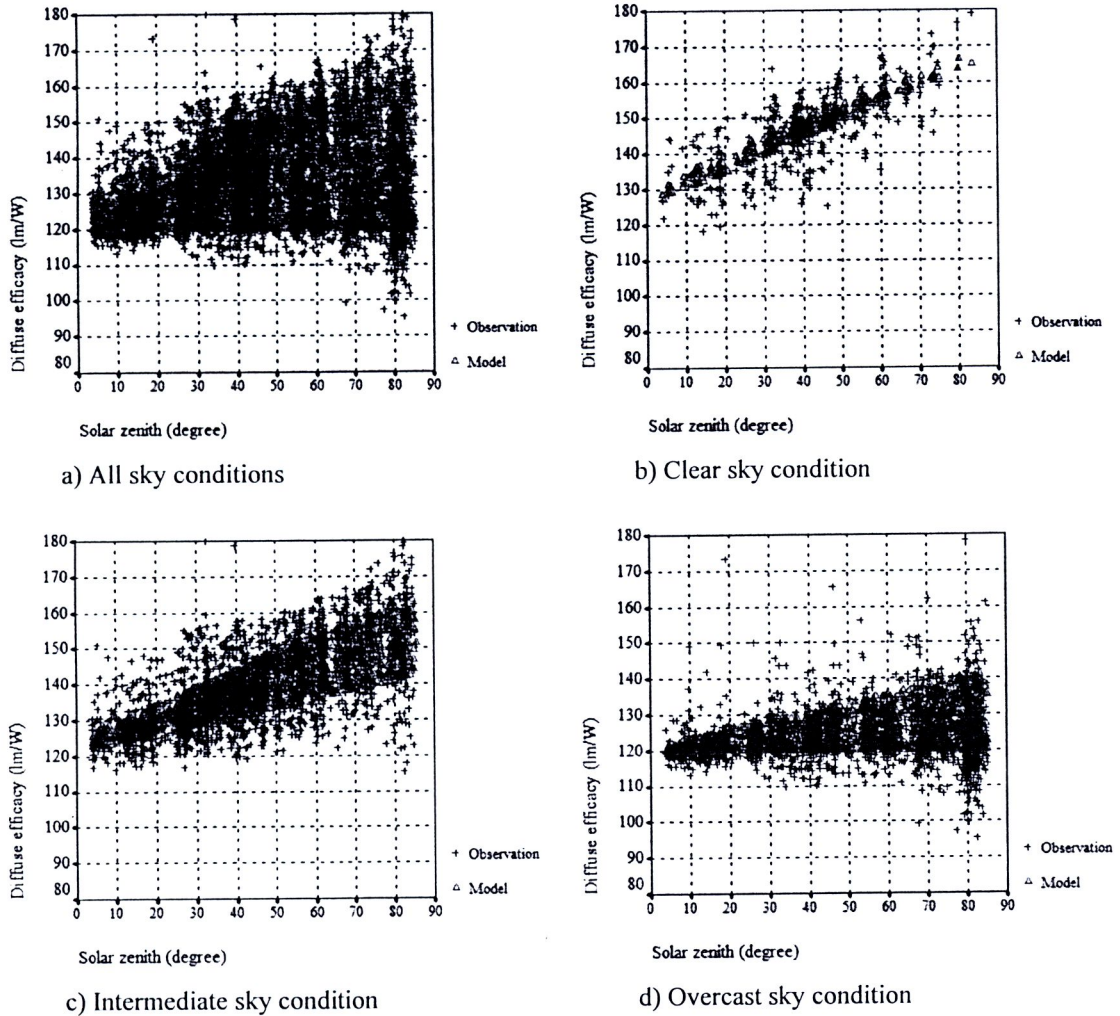 180
170
160
150
140
130
120
110
100
90
80
Diffuse efficacy (lm/W)
0 10 20 30 40 50 60 70 80 90
Solar zenith (degree)
+ Observation
△ Model
a) All sky conditions
180
170
160
150
140
130
120
110
100
90
80
Diffuse efficacy (lm/W)
0 10 20 30 40 50 60 70 80 90
Solar zenith (degree)
+ Observation
△ Model
b) Clear sky condition
180
170
160
150
140
130
120
110
100
90
80
Diffuse efficacy (lm/W)
0 10 20 30 40 50 60 70 80 90
Solar zenith (degree)
+ Observation
△ Model
c) Intermediate sky condition
180
170
160
150
140
130
120
110
100
90
80
Diffuse efficacy (lm/W)
0 10 20 30 40 50 60 70 80 90
Solar zenith (degree)
+ Observation
△ Model
d) Overcast sky condition